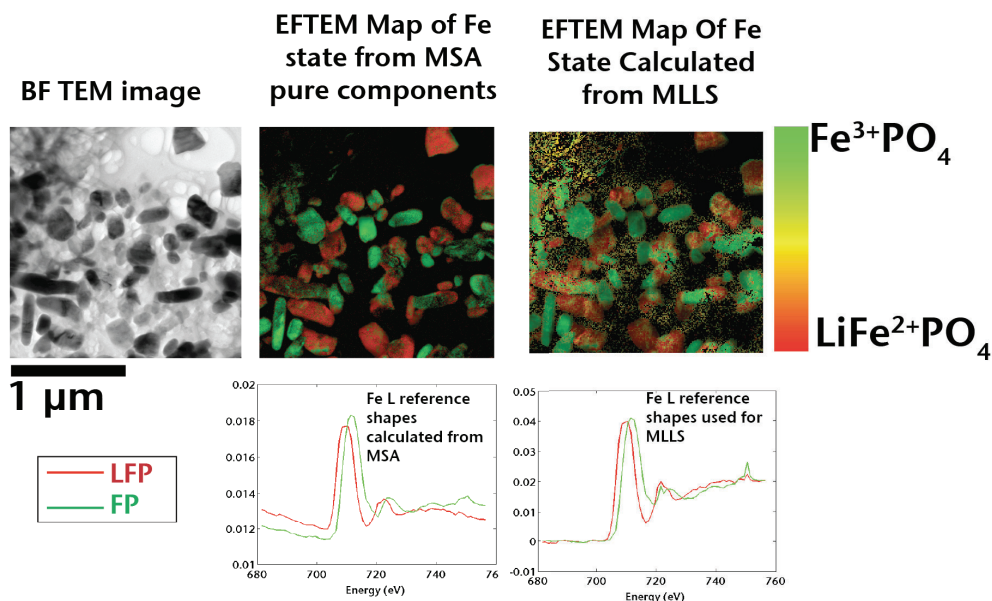 BF TEM image
EFTEM Map of Fe
state from MSA
pure components
EFTEM Map Of Fe
State Calculated
from MLLS
Fe3+PO4
LiFe2+PO4
1 μm
LFP
FP
0.02
0.018
0.016
0.014
0.012
0.01
680
700
720
740
76
Energy (eV)
Fe L reference
shapes
calculated from
MSA
0.05
0.04
0.03
0.02
0.01
0
-0.01
680
700
720
740
760
Energy (eV)
Fe L reference
shapes used for
MLLS